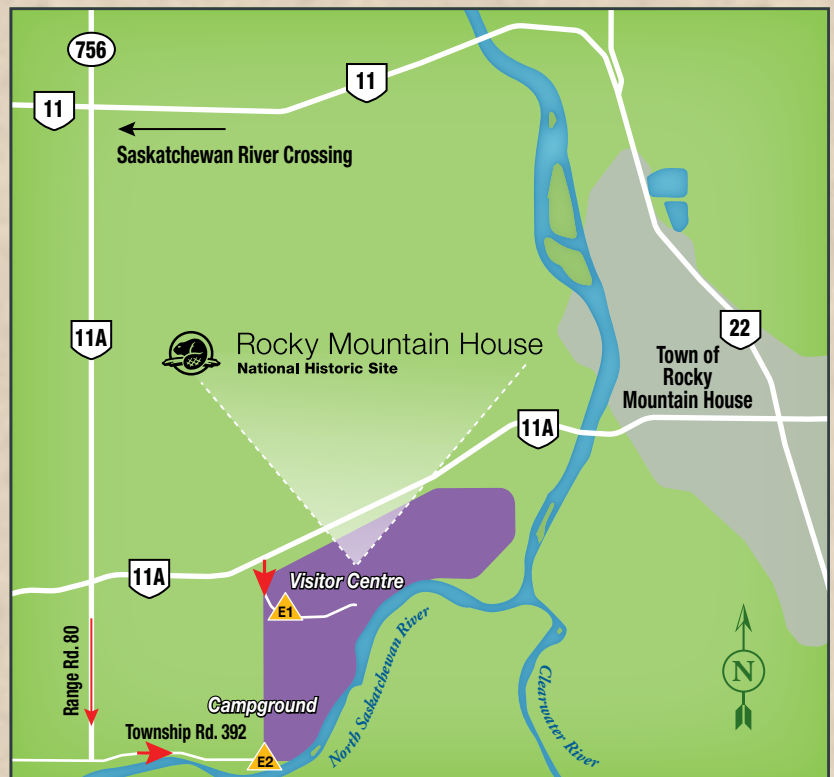 756
11
11
Saskatchewan River Crossing
11A
Rocky Mountain House
National Historic Site
22
Town of
Rocky
Mountain House
11A
11A
Visitor Centre
E1
Range Rd. 80
North Saskatchewan River
Clearwater River
N
Campground
Township Rd. 392
E2